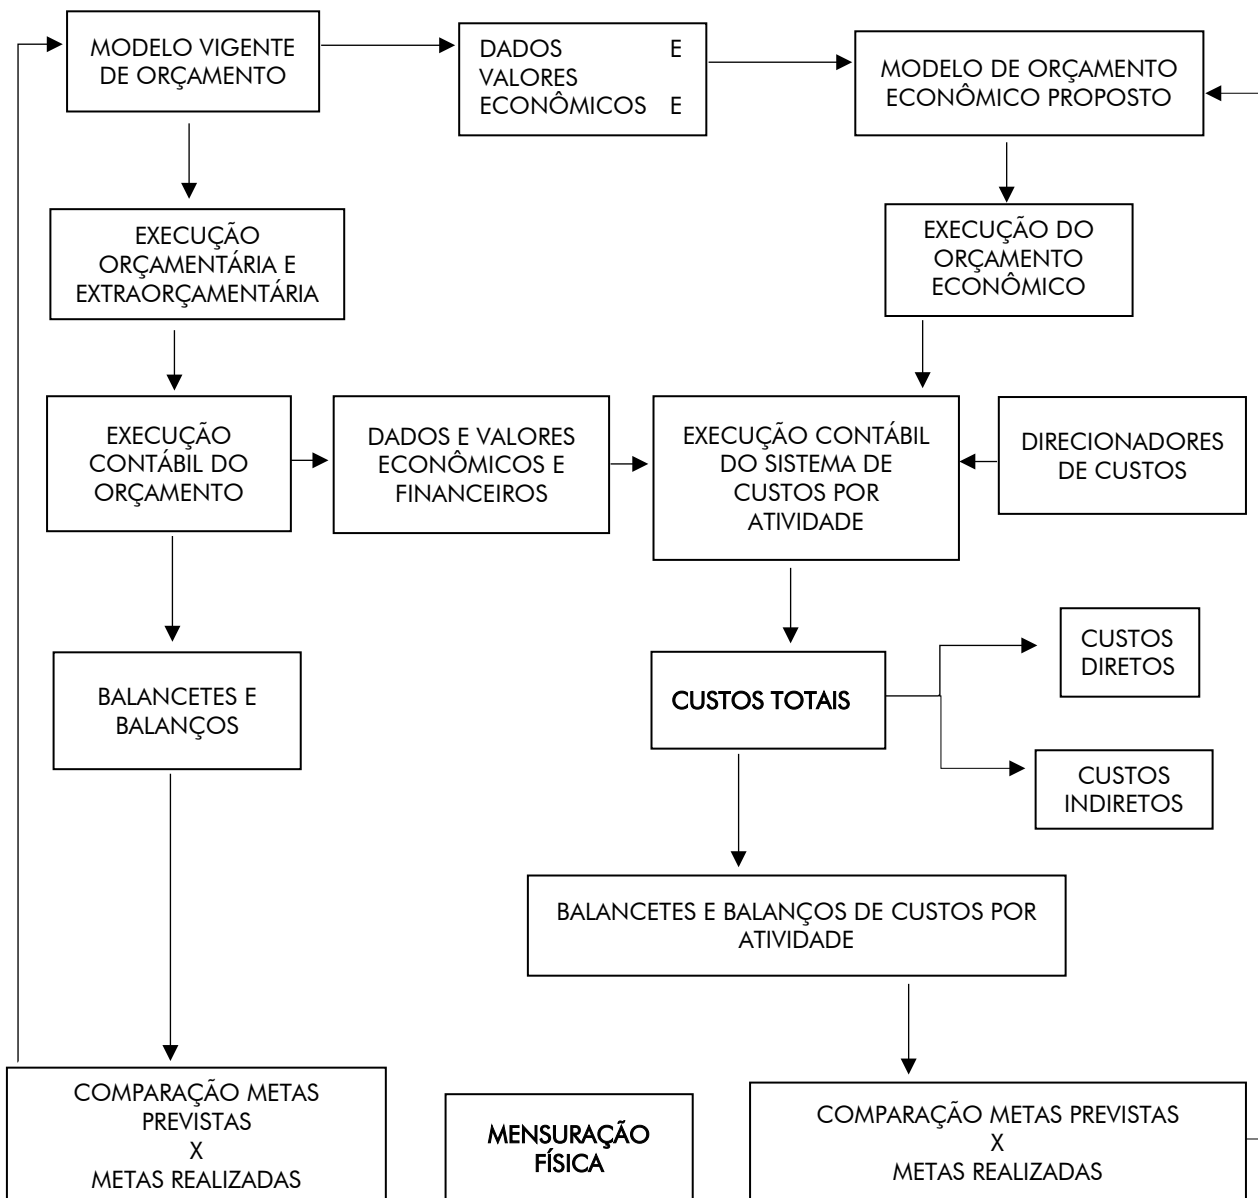 MODELO VIGENTE
DE ORÇAMENTO
DADOS E
VALORES
ECONÔMICOS E
MODELO DE ORÇAMENTO
ECONÔMICO PROPOSTO
EXECUÇÃO
ORÇAMENTÁRIA E
EXTRAORÇAMENTÁRIA
EXECUÇÃO DO
ORÇAMENTO
ECONÔMICO
EXECUÇÃO
CONTÁBIL DO
ORÇAMENTO
DADOS E VALORES
ECONÔMICOS E
FINANCEIROS
EXECUÇÃO CONTÁBIL
DO SISTEMA DE
CUSTOS POR
ATIVIDADE
DIRECIONADORES
DE CUSTOS
BALANCETES E
BALANÇOS
CUSTOS TOTAIS
CUSTOS
DIRETOS
CUSTOS
INDIRETOS
BALANCETES E BALANÇOS DE CUSTOS POR
ATIVIDADE
COMPARAÇÃO METAS
PREVISTAS
X
METAS REALIZADAS
MENSURAÇÃO
FÍSICA
COMPARAÇÃO METAS PREVISTAS
X
METAS REALIZADAS